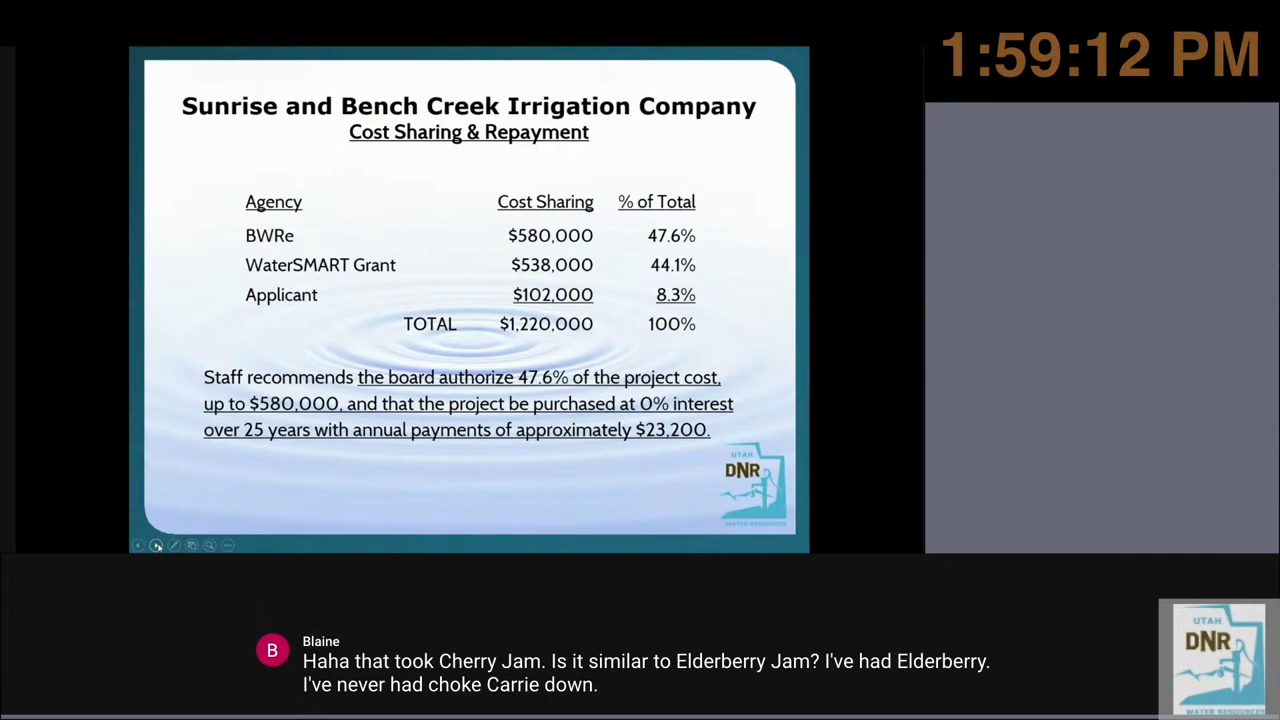 1:59:12 PM
Sunrise and Bench Creek Irrigation Company
Cost Sharing & Repayment
Agency Cost Sharing % of Total
BWRe $580,000 47.6%
WaterSMART Grant $538,000 44.1%
Applicant $102,000 8.3%
TOTAL $1,220,000 100%
Staff recommends the board authorize 47.6% of the project cost,
up to $580,000, and that the project be purchased at 0% interest
over 25 years with annual payments of approximately $23,200.
UTAH
DNR
WATER RESOURCES
B
Blaine
Haha that took Cherry Jam. Is it similar to Elderberry Jam? I've had Elderberry.
I've never had choke Carrie down.
UTAH
DNR
WATER RESOURCES